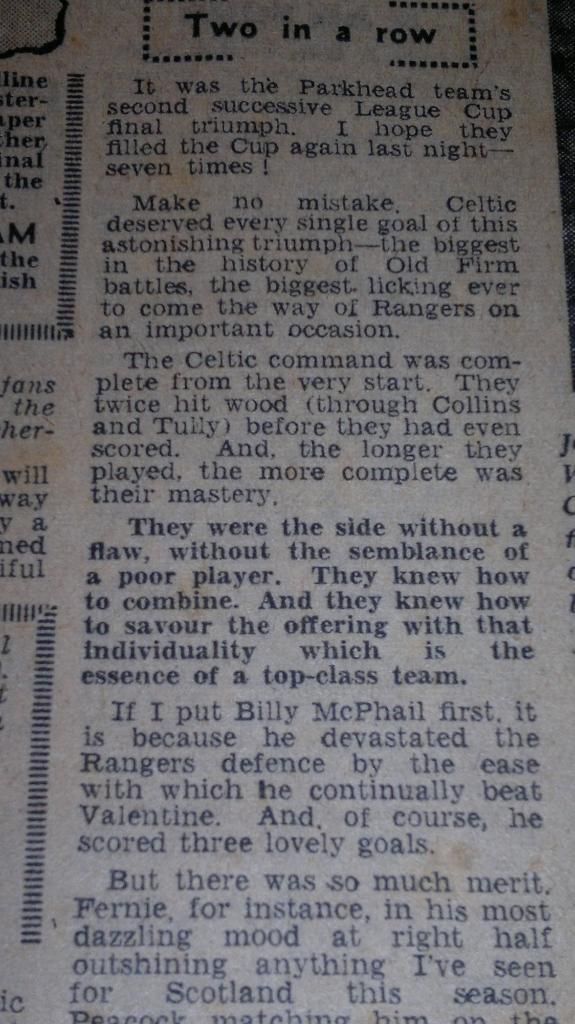 Two in a row
It was the Parkhead team's
second successive League Cup
final triumph. I hope they
filled the Cup again last night—
seven times !
Make no mistake, Celtic
deserved every single goal of this
astonishing triumph—the biggest
in the history of Old Firm
battles, the biggest licking ever
to come the way of Rangers on
an important occasion.
The Celtic command was com-
plete from the very start. They
twice hit wood (through Collins
and Tully) before they had even
scored. And, the longer they
played, the more complete was
their mastery.
They were the side without a
flaw, without the semblance of
a poor player. They knew how
to combine. And they knew how
to savour the offering with that
individuality which is the
essence of a top-class team.
If I put Billy McPhail first, it
is because he devastated the
Rangers defence by the ease
with which he continually beat
Valentine. And, of course, he
scored three lovely goals.
But there was so much merit.
Fernie, for instance, in his most
dazzling mood at right half
outshining anything I've seen
for Scotland this season.
Peacock matching him on the